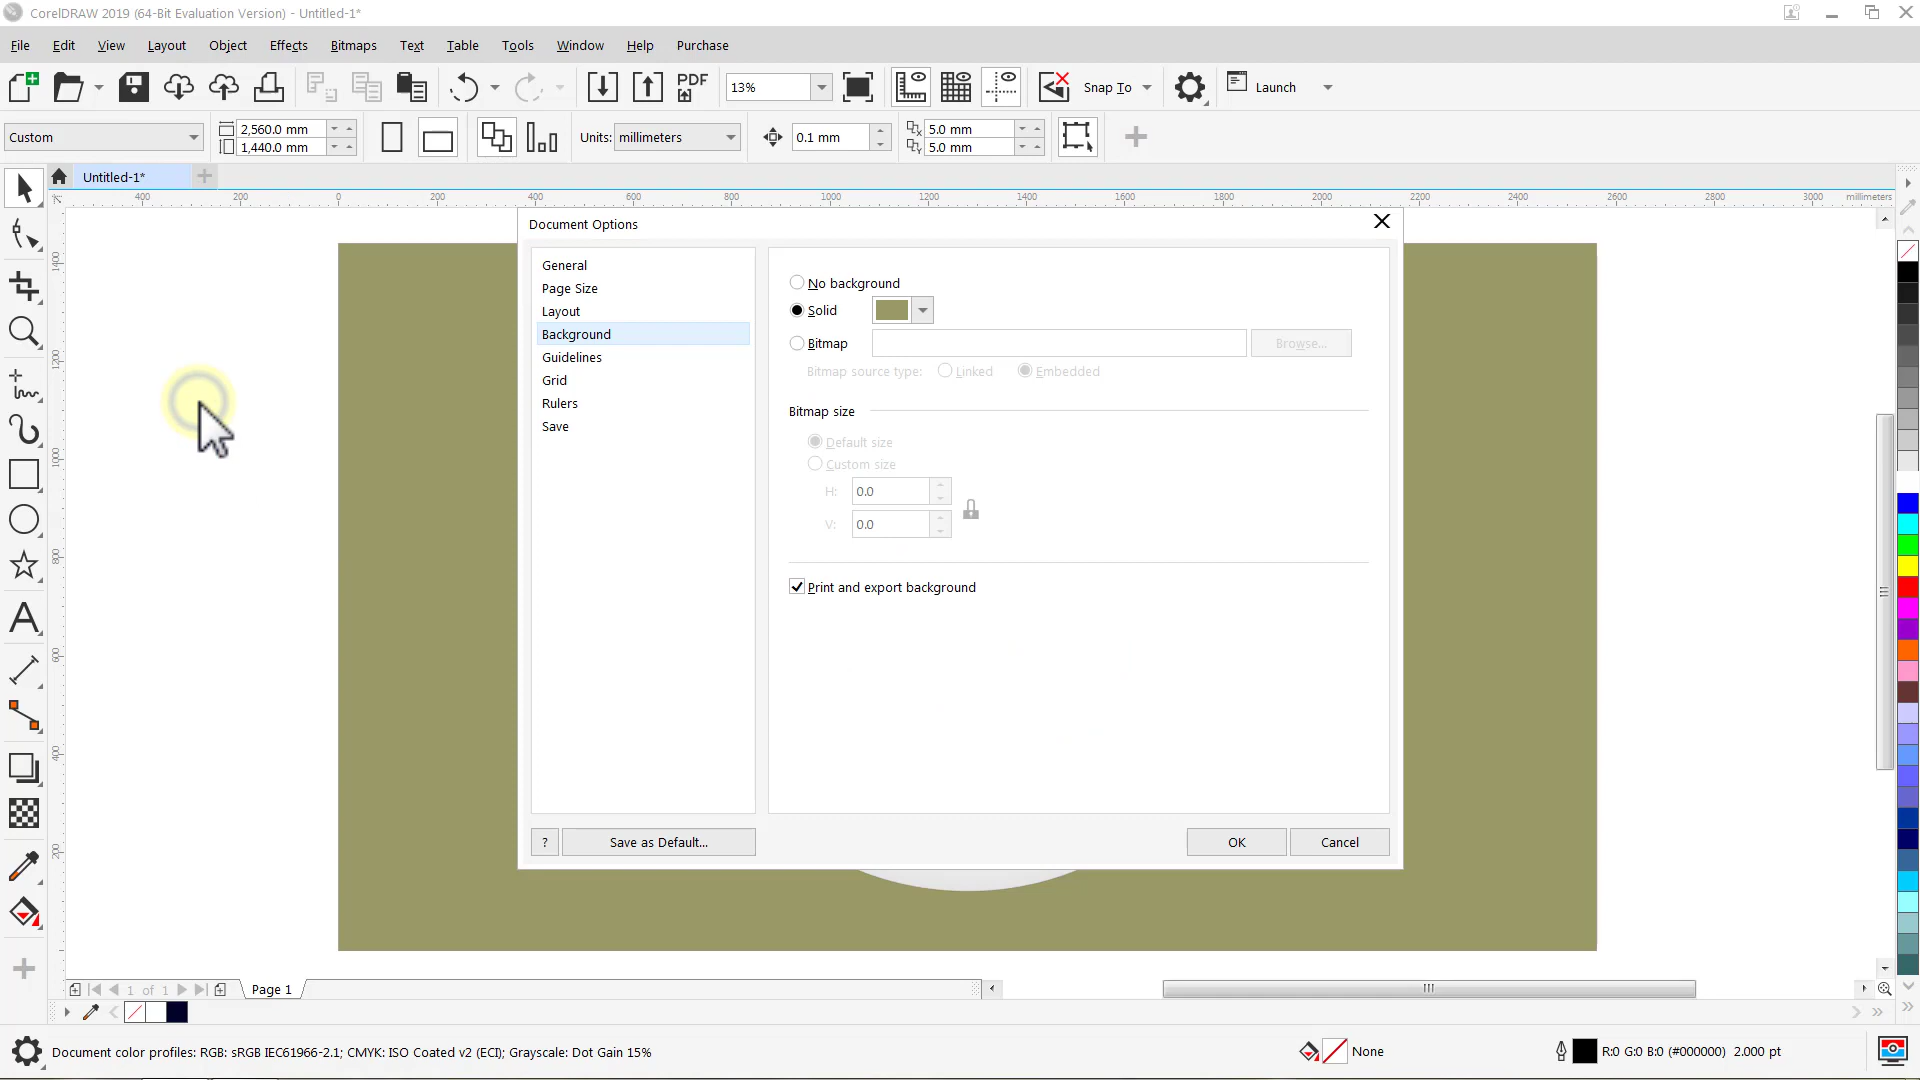 CorelDRAW 2019 (64-Bit Evaluation Version) - Untitled-1*
File Edit View Layout Object Effects Bitmaps Text Table Tools Window Help Purchase
PDF 13% Snap To Launch
Custom 2,560.0 mm 1,440.0 mm Units: millimeters 0.1 mm 5.0 mm 5.0 mm
Untitled-1*
400 200 0 200 400 600 800 1000 1200 1400 1600 1800 2000 2200 2400 2600 2800 3000 millimeters
1400
1200
1000
800
600
400
200
Document Options
General
Page Size
Layout
Background
Guidelines
Grid
Rulers
Save
No background
Solid
Bitmap Browse...
Bitmap source type: Linked Embedded
Bitmap size
Default size
Custom size
H: 0.0
V: 0.0
Print and export background
? Save as Default... OK Cancel
1 of 1 Page 1
Document color profiles: RGB: sRGB IEC61966-2.1; CMYK: ISO Coated v2 (ECI); Grayscale: Dot Gain 15% None R:0 G:0 B:0 (#000000) 2.000 pt